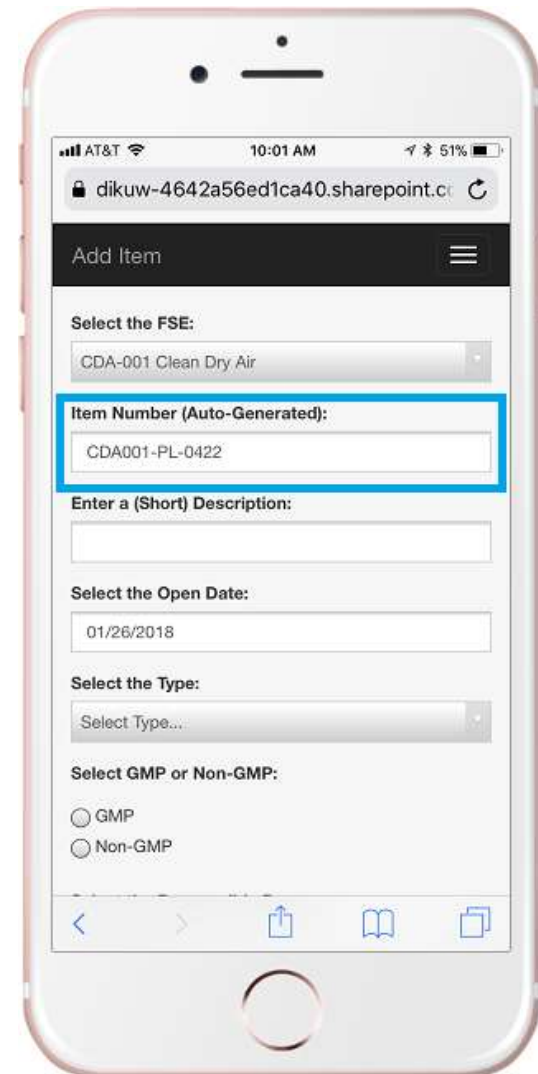 AT&T 10:01 AM 51%
dikuw-4642a56ed1ca40.sharepoint.c
Add Item
Select the FSE:
CDA-001 Clean Dry Air
Item Number (Auto-Generated):
CDA001-PL-0422
Enter a (Short) Description:
Select the Open Date:
01/26/2018
Select the Type:
Select Type...
Select GMP or Non-GMP:
GMP
Non-GMP